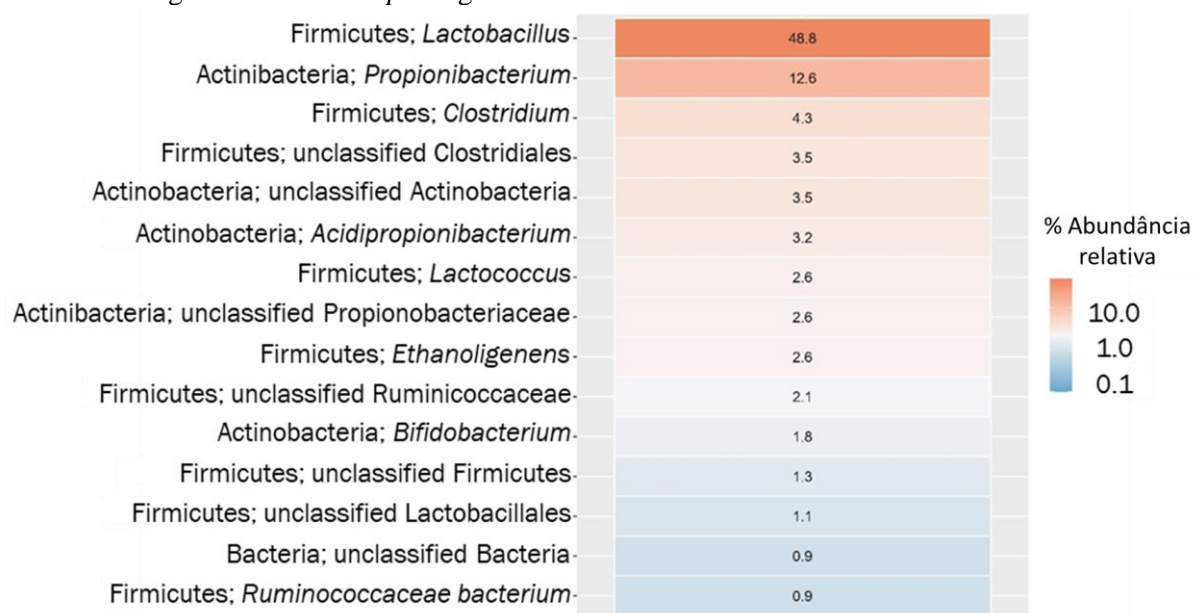 Firmicutes; Lactobacillus 48.8
Actinibacteria; Propionibacterium 12.6
Firmicutes; Clostridium 4.3
Firmicutes; unclassified Clostridiales 3.5
Actinobacteria; unclassified Actinobacteria 3.5
Actinobacteria; Acidipropionibacterium 3.2
Firmicutes; Lactococcus 2.6
Actinibacteria; unclassified Propionobacteriaceae 2.6
Firmicutes; Ethanoligenens 2.6
Firmicutes; unclassified Ruminicoccaceae 2.1
Actinobacteria; Bifidobacterium 1.8
Firmicutes; unclassified Firmicutes 1.3
Firmicutes; unclassified Lactobacillales 1.1
Bacteria; unclassified Bacteria 0.9
Firmicutes; Ruminococcaceae bacterium 0.9
% Abundância
relativa
10.0
1.0
0.1